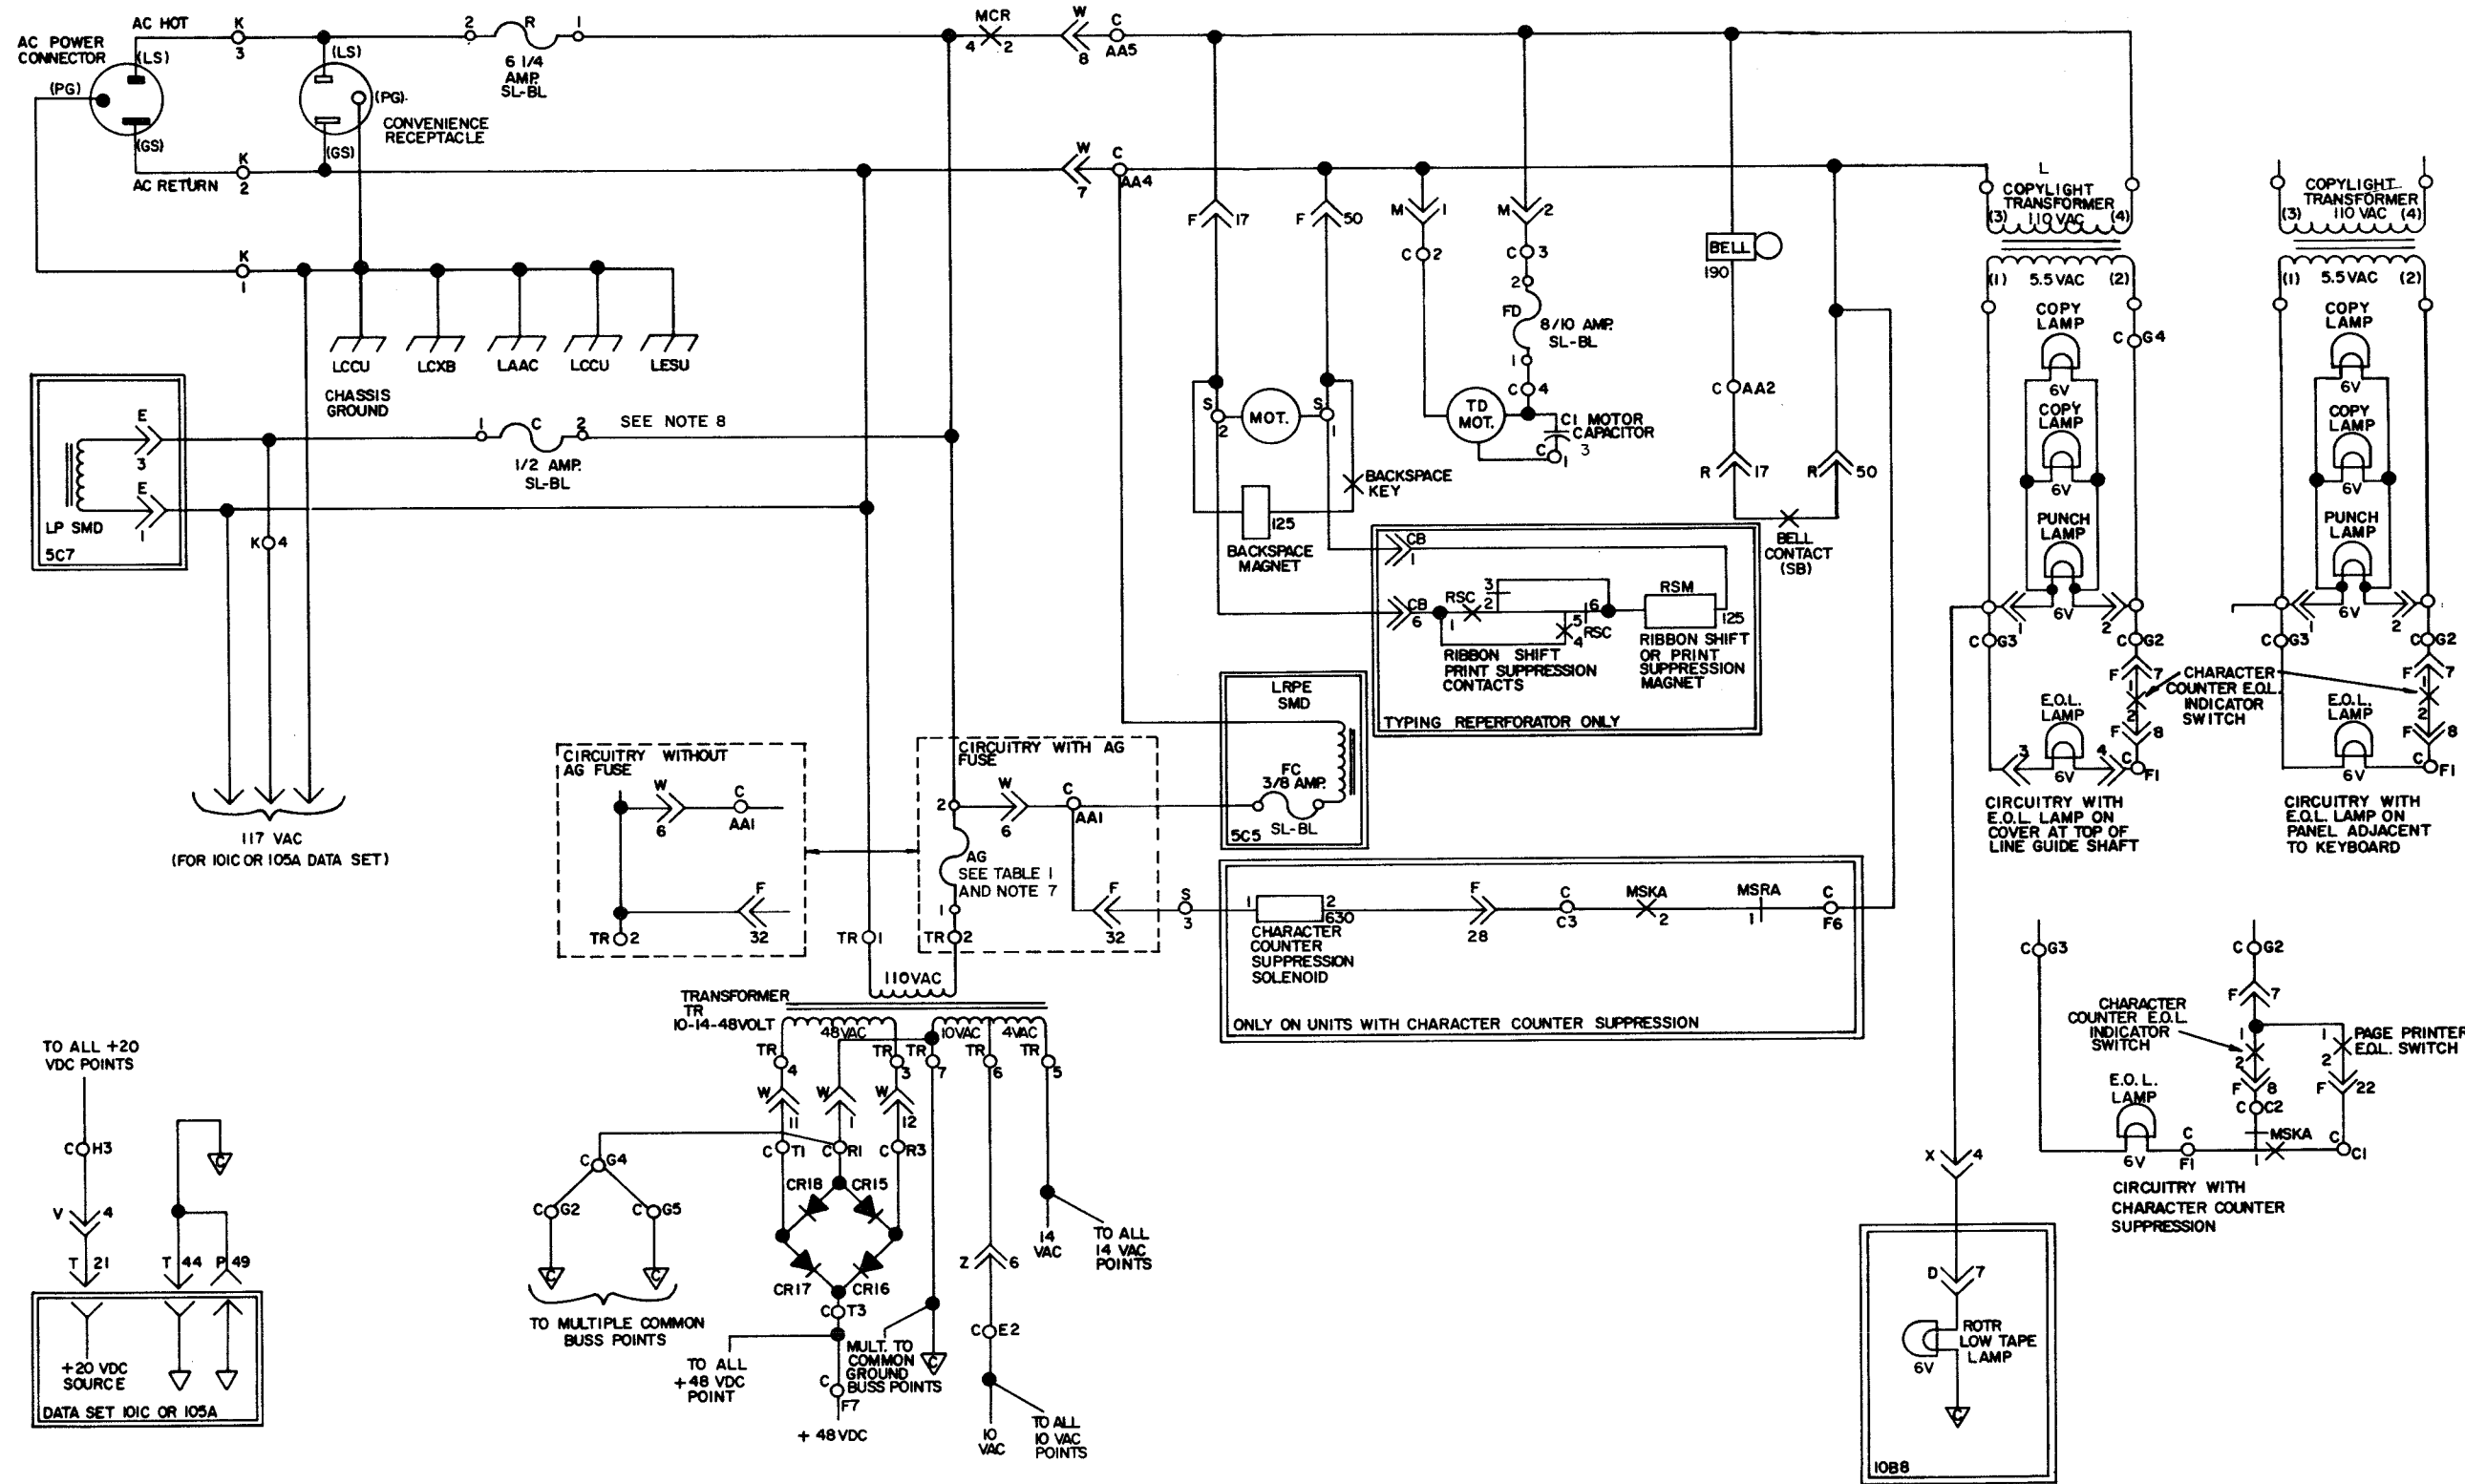 AC HOT
K
3
2
R
1
6 1/4
AMP.
SL-BL
MCR
4
2
W
8
C
AA5
AC POWER
CONNECTOR
(LS)
(PG)
(GS)
(LS)
(PG)
(GS)
CONVENIENCE
RECEPTACLE
AC RETURN
K
2
W
7
C
AA4
K
1
LCCU
LCXB
LAAC
LCCU
LESU
CHASSIS
GROUND
E
3
E
1
LP SMD
5C7
1
C
2
SEE NOTE 8
1/2 AMP.
SL-BL
K
4
117 VAC
(FOR 101C OR 105A DATA SET)
F
17
F
50
M
1
M
2
C
2
C
3
2
FD
8/10 AMP.
SL-BL
1
C
4
S
2
MOT.
S
1
TD
MOT.
C1 MOTOR
CAPACITOR
3
C
1
BACKSPACE
KEY
125
BACKSPACE
MAGNET
BELL
190
C
AA2
R
17
R
50
BELL
CONTACT
(SB)
CB
1
CB
6
RSC
1
2
3
5
4
6
RSC
RSM
125
RIBBON SHIFT
PRINT SUPPRESSION
CONTACTS
RIBBON SHIFT
OR PRINT
SUPPRESSION
MAGNET
TYPING REPERFORATOR ONLY
L
COPYLIGHT
TRANSFORMER
(3)
110 VAC
(4)
(1)
5.5 VAC
(2)
COPY
LAMP
6V
C
G4
COPY
LAMP
6V
PUNCH
LAMP
1
6V
2
C
G3
C
G2
F
7
1
2
F
8
E.O.L.
LAMP
3
4
6V
C
F1
CHARACTER
COUNTER E.O.L.
INDICATOR
SWITCH
CIRCUITRY WITH
E.O.L. LAMP ON
COVER AT TOP OF
LINE GUIDE SHAFT
COPYLIGHT
TRANSFORMER
(3)
110 VAC
(4)
(1)
5.5 VAC
(2)
COPY
LAMP
6V
COPY
LAMP
6V
PUNCH
LAMP
1
6V
2
C
G3
C
G2
F
7
1
2
F
8
E.O.L.
LAMP
6V
C
F1
CIRCUITRY WITH
E.O.L. LAMP ON
PANEL ADJACENT
TO KEYBOARD
CIRCUITRY WITHOUT
AG FUSE
W
6
C
AA1
F
32
TR
2
CIRCUITRY WITH AG
FUSE
2
W
6
C
AA1
AG
SEE TABLE 1
AND NOTE 7
1
F
32
TR
1
TR
2
LRPE
SMD
FC
3/8 AMP.
SL-BL
5C5
S
3
1
2
630
CHARACTER
COUNTER
SUPPRESSION
SOLENOID
F
28
C
C3
MSKA
2
MSRA
1
C
F6
ONLY ON UNITS WITH CHARACTER COUNTER SUPPRESSION
110VAC
TRANSFORMER
TR
10-14-48VOLT
48VAC
10VAC
4VAC
TR
4
TR
3
TR
7
TR
6
TR
5
W
11
W
1
W
12
C
T1
C
R1
C
R3
C
G4
C
G2
C
G5
C
C
TO MULTIPLE COMMON
BUSS POINTS
CR18
CR15
CR17
CR16
C
T3
TO ALL
+48 VDC
POINT
C
F7
+ 48VDC
MULT. TO
COMMON
GROUND
BUSS POINTS
C
Z
6
C
E2
10
VAC
TO ALL
10 VAC
POINTS
14
VAC
TO ALL
14 VAC
POINTS
TO ALL +20
VDC POINTS
C
H3
V
4
T
21
C
T
44
P
49
+20 VDC
SOURCE
DATA SET 101C OR 105A
C
G3
C
G2
F
7
CHARACTER
COUNTER E.O.L.
INDICATOR
SWITCH
1
2
1
2
PAGE PRINTER
E.O.L. SWITCH
F
8
F
22
C
C2
E.O.L.
LAMP
6V
C
F1
MSKA
1
C
C1
CIRCUITRY WITH
CHARACTER COUNTER
SUPPRESSION
X
4
D
7
ROTR
LOW TAPE
LAMP
6V
C
10B8